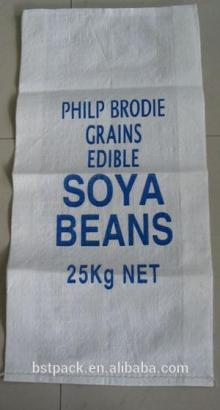 PHILP BRODIE
GRAINS
EDIBLE
SOYA
BEANS
25Kg NET
bstpack.en.alibaba.com